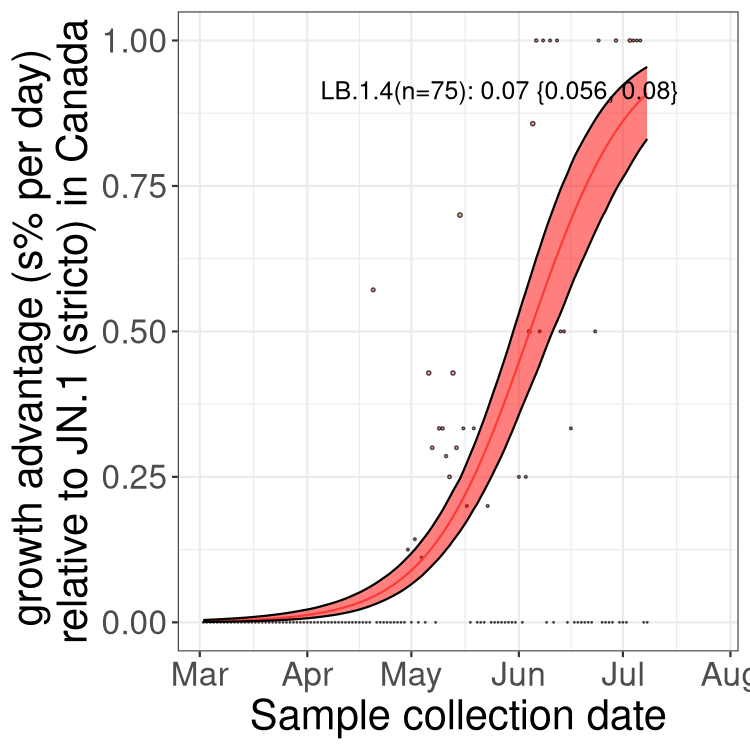 growth advantage (s% per day)
relative to JN.1 (stricto) in Canada
1.00
0.75
0.50
0.25
0.00
LB.1.4(n=75): 0.07 {0.056, 0.08}
Mar Apr May Jun Jul Aug
Sample collection date